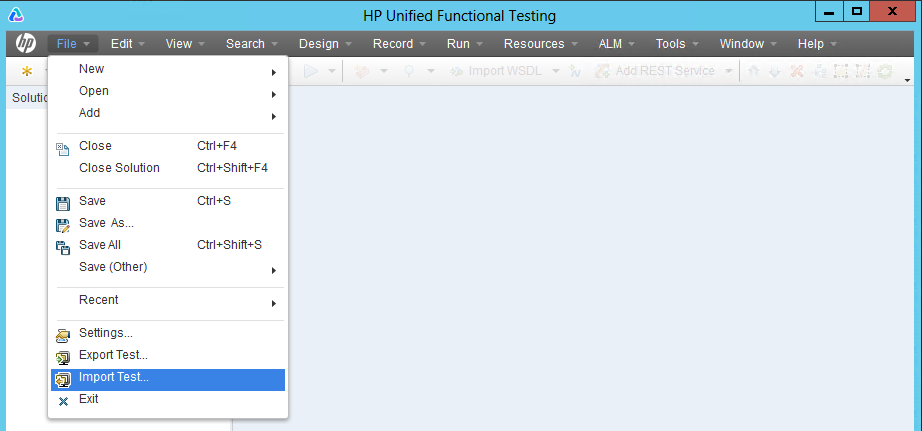 HP Unified Functional Testing
hp File Edit View Search Design Record Run Resources ALM Tools Window Help
Import WSDL Add REST Service
Solutio
New
Open
Add
Close Ctrl+F4
Close Solution Ctrl+Shift+F4
Save Ctrl+S
Save As...
Save All Ctrl+Shift+S
Save (Other)
Recent
Settings...
Export Test...
Import Test...
Exit